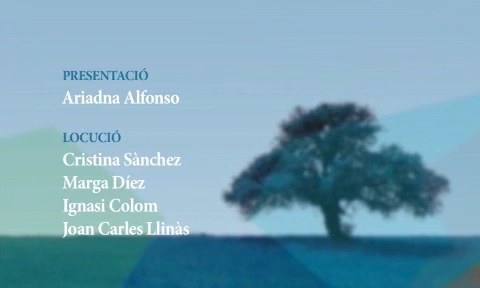 PRESENTACIÓ
Ariadna Alfonso
LOCUCIÓ
Cristina Sànchez
Marga Díez
Ignasi Colom
Joan Carles Llinàs